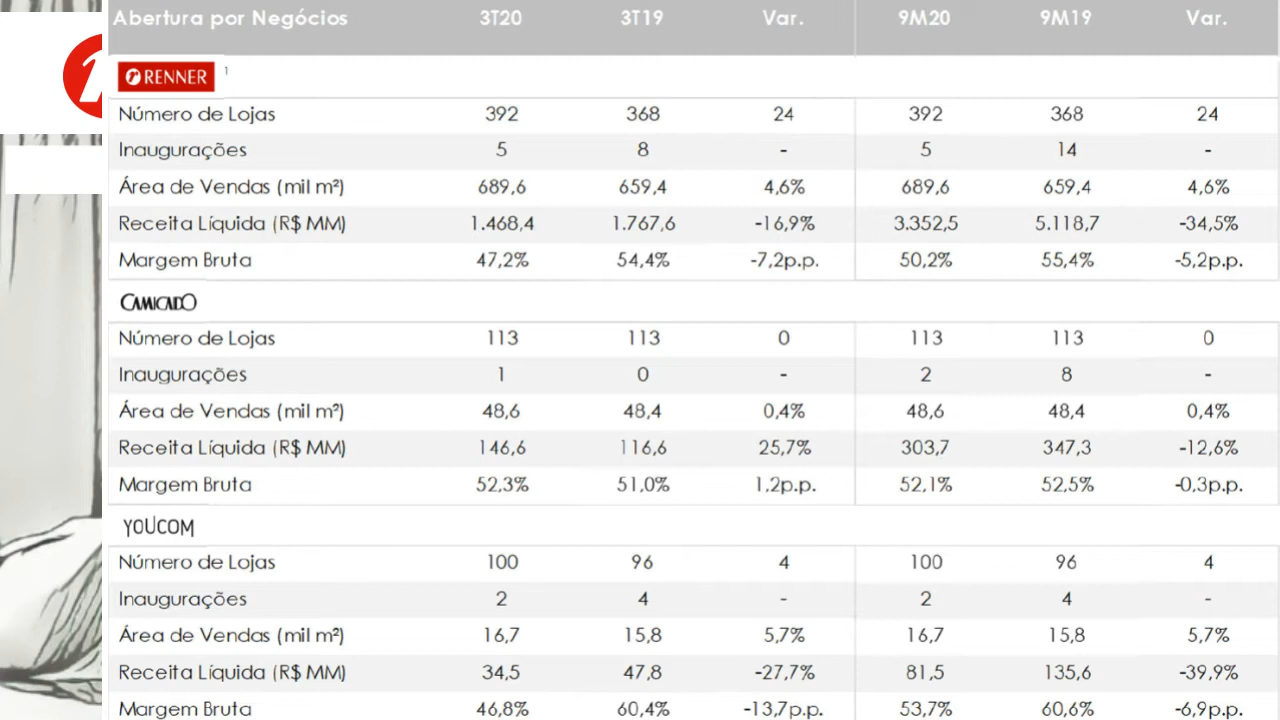 Abertura por Negócios 3T20 3T19 Var. 9M20 9M19 Var.
RENNER 1
Número de Lojas 392 368 24 392 368 24
Inaugurações 5 8 - 5 14 -
Área de Vendas (mil m²) 689,6 659,4 4,6% 689,6 659,4 4,6%
Receita Líquida (R$ MM) 1.468,4 1.767,6 -16,9% 3.352,5 5.118,7 -34,5%
Margem Bruta 47,2% 54,4% -7,2p.p. 50,2% 55,4% -5,2p.p.
CAMICADO
Número de Lojas 113 113 0 113 113 0
Inaugurações 1 0 - 2 8 -
Área de Vendas (mil m²) 48,6 48,4 0,4% 48,6 48,4 0,4%
Receita Líquida (R$ MM) 146,6 116,6 25,7% 303,7 347,3 -12,6%
Margem Bruta 52,3% 51,0% 1,2p.p. 52,1% 52,5% -0,3p.p.
YOUCOM
Número de Lojas 100 96 4 100 96 4
Inaugurações 2 4 - 2 4 -
Área de Vendas (mil m²) 16,7 15,8 5,7% 16,7 15,8 5,7%
Receita Líquida (R$ MM) 34,5 47,8 -27,7% 81,5 135,6 -39,9%
Margem Bruta 46,8% 60,4% -13,7p.p. 53,7% 60,6% -6,9p.p.